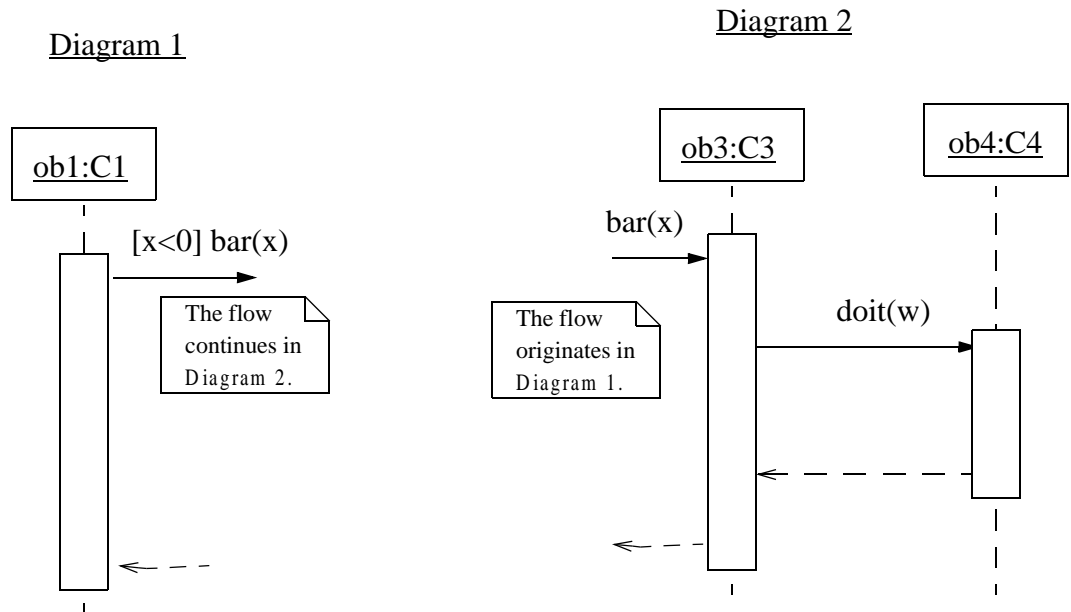 Diagram 1
ob1:C1
[x<0] bar(x)
The flow
continues in
Diagram 2.
Diagram 2
ob3:C3
ob4:C4
bar(x)
The flow
originates in
Diagram 1.
doit(w)